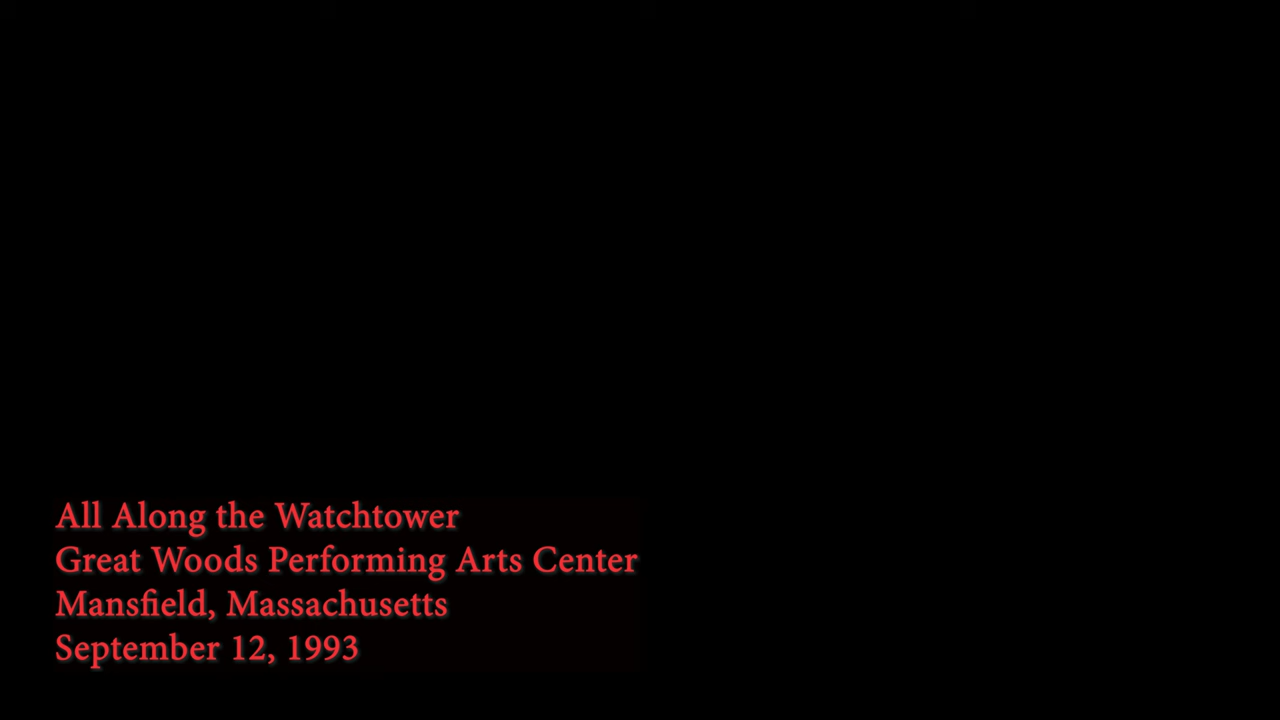 All Along the Watchtower
Great Woods Performing Arts Center
Mansfield, Massachusetts
September 12, 1993